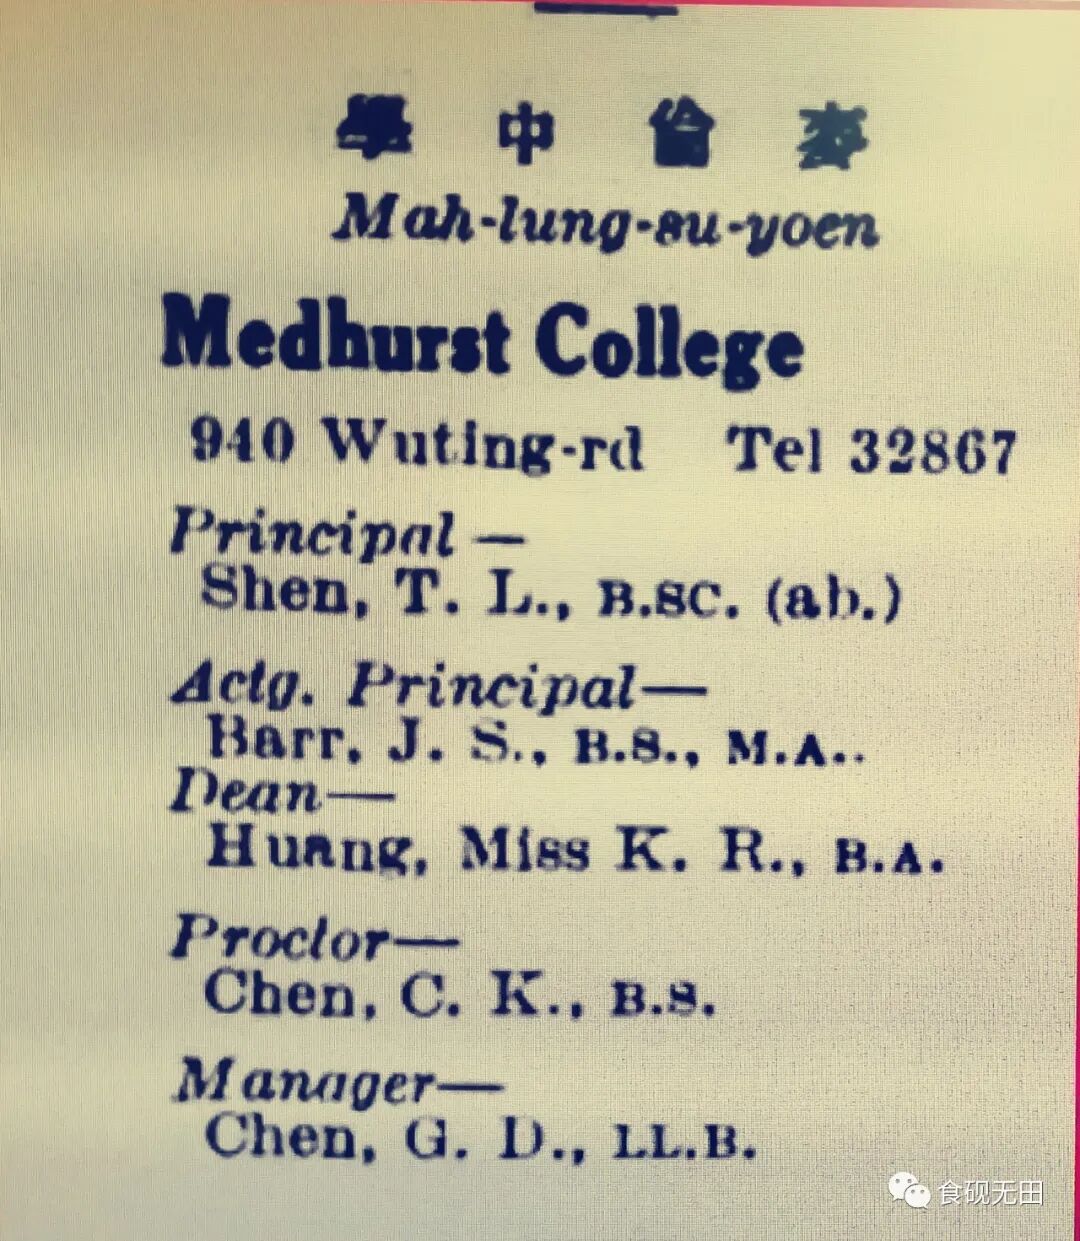 麥倫中學
Mah-lung-su-yoen
Medhurst College
940 Wuting-rd Tel 32867
Principal —
Shen, T. L., B.SC. (ab.)
Actg. Principal—
Barr, J. S., B.S., M.A..
Dean—
Huang, Miss K. R., B.A.
Proctor—
Chen, C. K., B.S.
Manager—
Chen, G. D., LL.B.
食砚无田